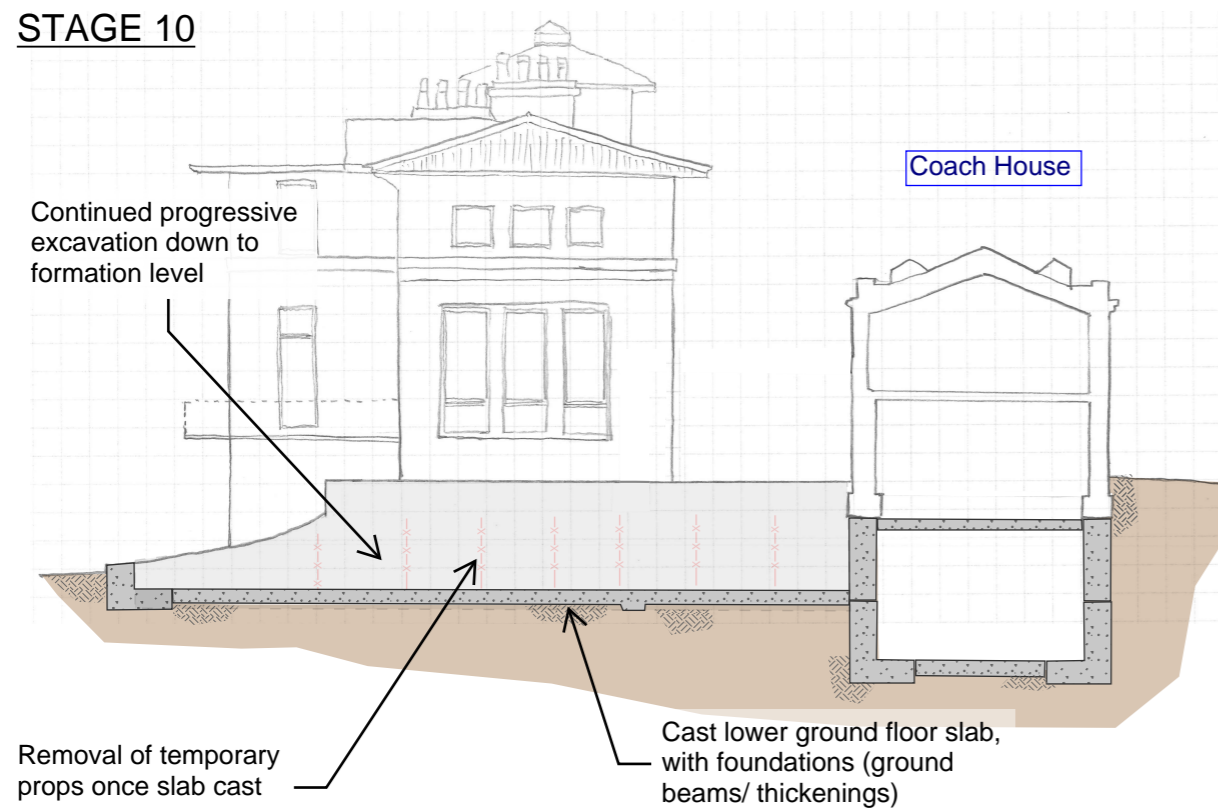 STAGE 10
Coach House
Continued progressive
excavation down to
formation level
Removal of temporary
props once slab cast
Cast lower ground floor slab,
with foundations (ground
beams/ thickenings)